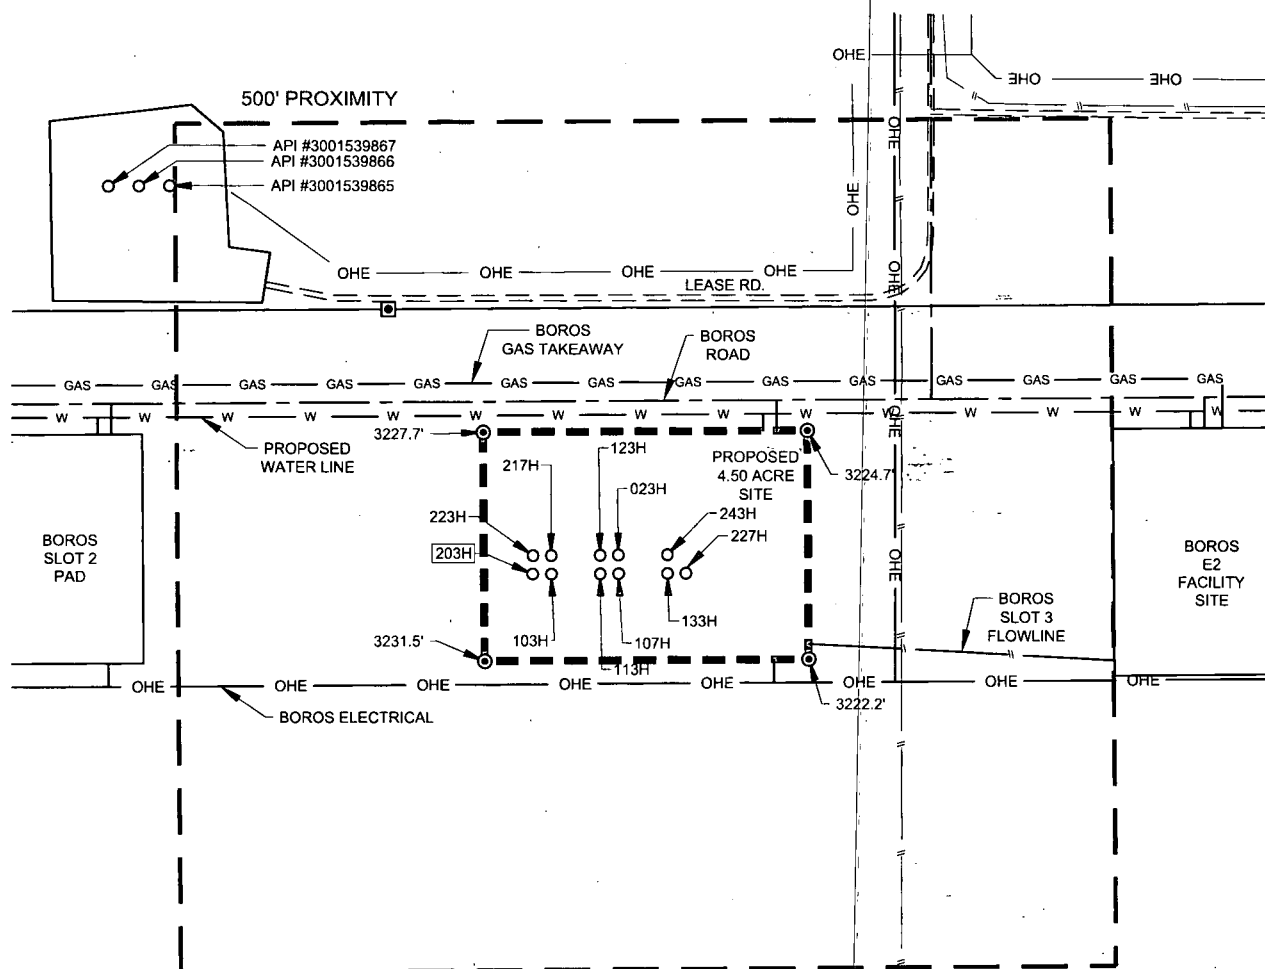 OHE
OHE
OHE
500' PROXIMITY
API #3001539867
API #3001539866
API #3001539865
OHE
OHE
OHE
OHE
OHE
OHE
OHE
LEASE RD.
BOROS
GAS TAKEAWAY
BOROS
ROAD
GAS GAS GAS GAS GAS GAS GAS GAS GAS GAS GAS GAS GAS GAS
W W W W W W W W W W W W W W W
OHE
3227.7'
PROPOSED
WATER LINE
123H
217H
023H
PROPOSED
4.50 ACRE
SITE
3224.7'
223H
243H
203H
227H
BOROS
SLOT 2
PAD
OHE
BOROS
E2
FACILITY
SITE
BOROS
SLOT 3
FLOWLINE
133H
103H
107H
113H
3231.5'
OHE OHE OHE OHE OHE OHE OHE OHE
3222.2'
BOROS ELECTRICAL